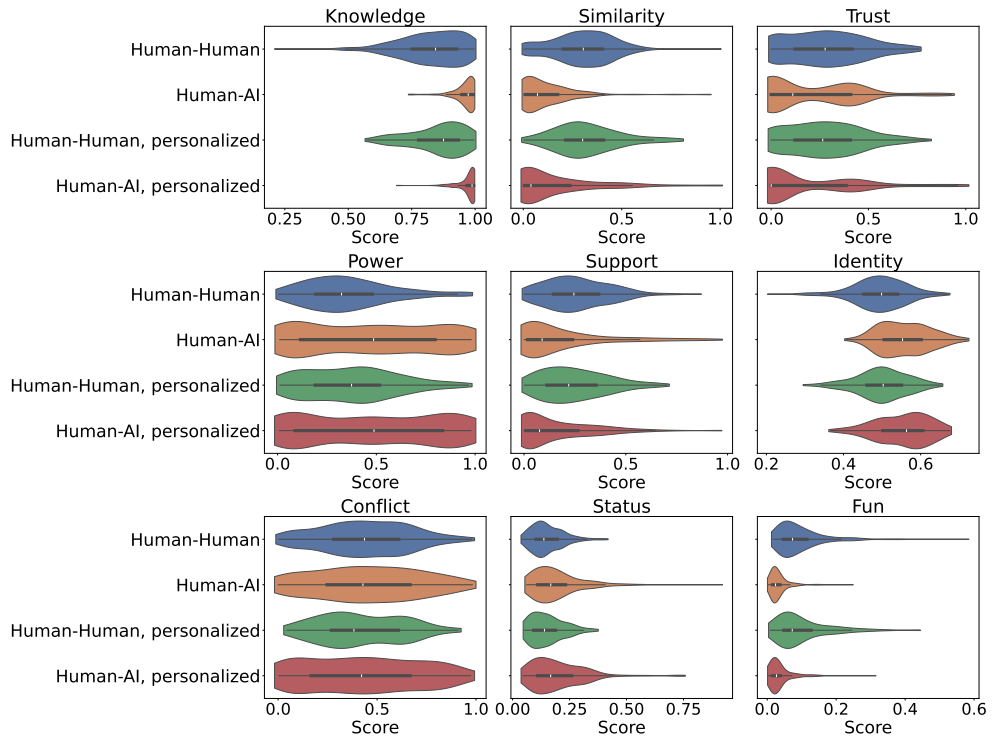 Knowledge Similarity Trust
Human-Human
Human-AI
Human-Human, personalized
Human-AI, personalized
0.25 0.50 0.75 1.00 0.0 0.5 1.0 0.0 0.5 1.0
Score Score Score
Power Support Identity
Human-Human
Human-AI
Human-Human, personalized
Human-AI, personalized
0.0 0.5 1.0 0.0 0.5 1.0 0.2 0.4 0.6
Score Score Score
Conflict Status Fun
Human-Human
Human-AI
Human-Human, personalized
Human-AI, personalized
0.0 0.5 1.0 0.00 0.25 0.50 0.75 0.0 0.2 0.4 0.6
Score Score Score